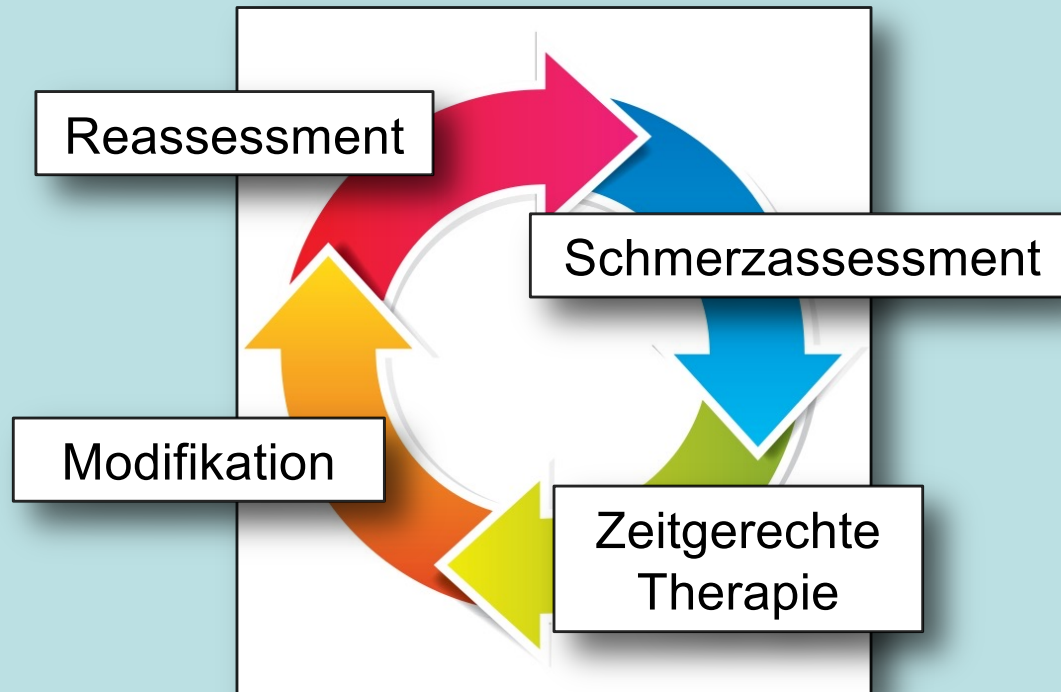 Reassessment
Schmerzassessment
Modifikation
Zeitgerechte
Therapie